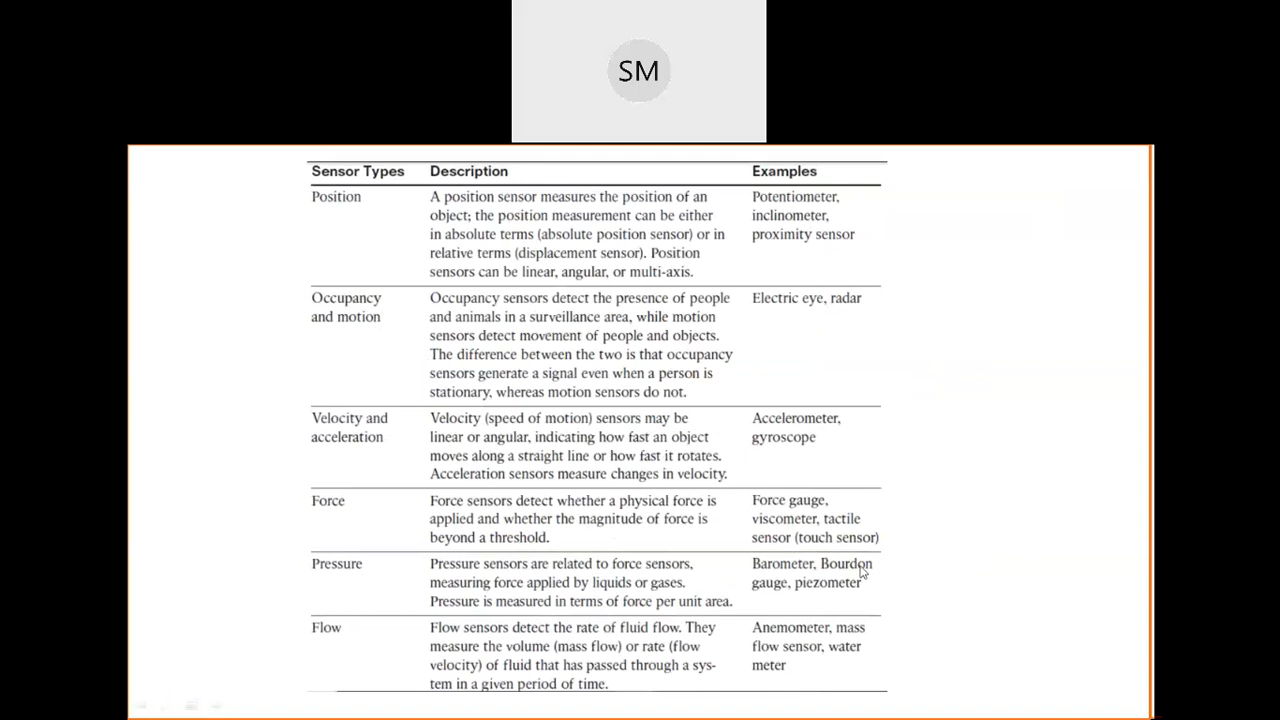 SM
Sensor Types Description Examples
Position A position sensor measures the position of an Potentiometer,
object; the position measurement can be either inclinometer,
in absolute terms (absolute position sensor) or in proximity sensor
relative terms (displacement sensor). Position
sensors can be linear, angular, or multi-axis.
Occupancy Occupancy sensors detect the presence of people Electric eye, radar
and motion and animals in a surveillance area, while motion
sensors detect movement of people and objects.
The difference between the two is that occupancy
sensors generate a signal even when a person is
stationary, whereas motion sensors do not.
Velocity and Velocity (speed of motion) sensors may be Accelerometer,
acceleration linear or angular, indicating how fast an object gyroscope
moves along a straight line or how fast it rotates.
Acceleration sensors measure changes in velocity.
Force Force sensors detect whether a physical force is Force gauge,
applied and whether the magnitude of force is viscometer, tactile
beyond a threshold. sensor (touch sensor)
Pressure Pressure sensors are related to force sensors, Barometer, Bourdon
measuring force applied by liquids or gases. gauge, piezometer
Pressure is measured in terms of force per unit area.
Flow Flow sensors detect the rate of fluid flow. They Anemometer, mass
measure the volume (mass flow) or rate (flow flow sensor, water
velocity) of fluid that has passed through a sys- meter
tem in a given period of time.